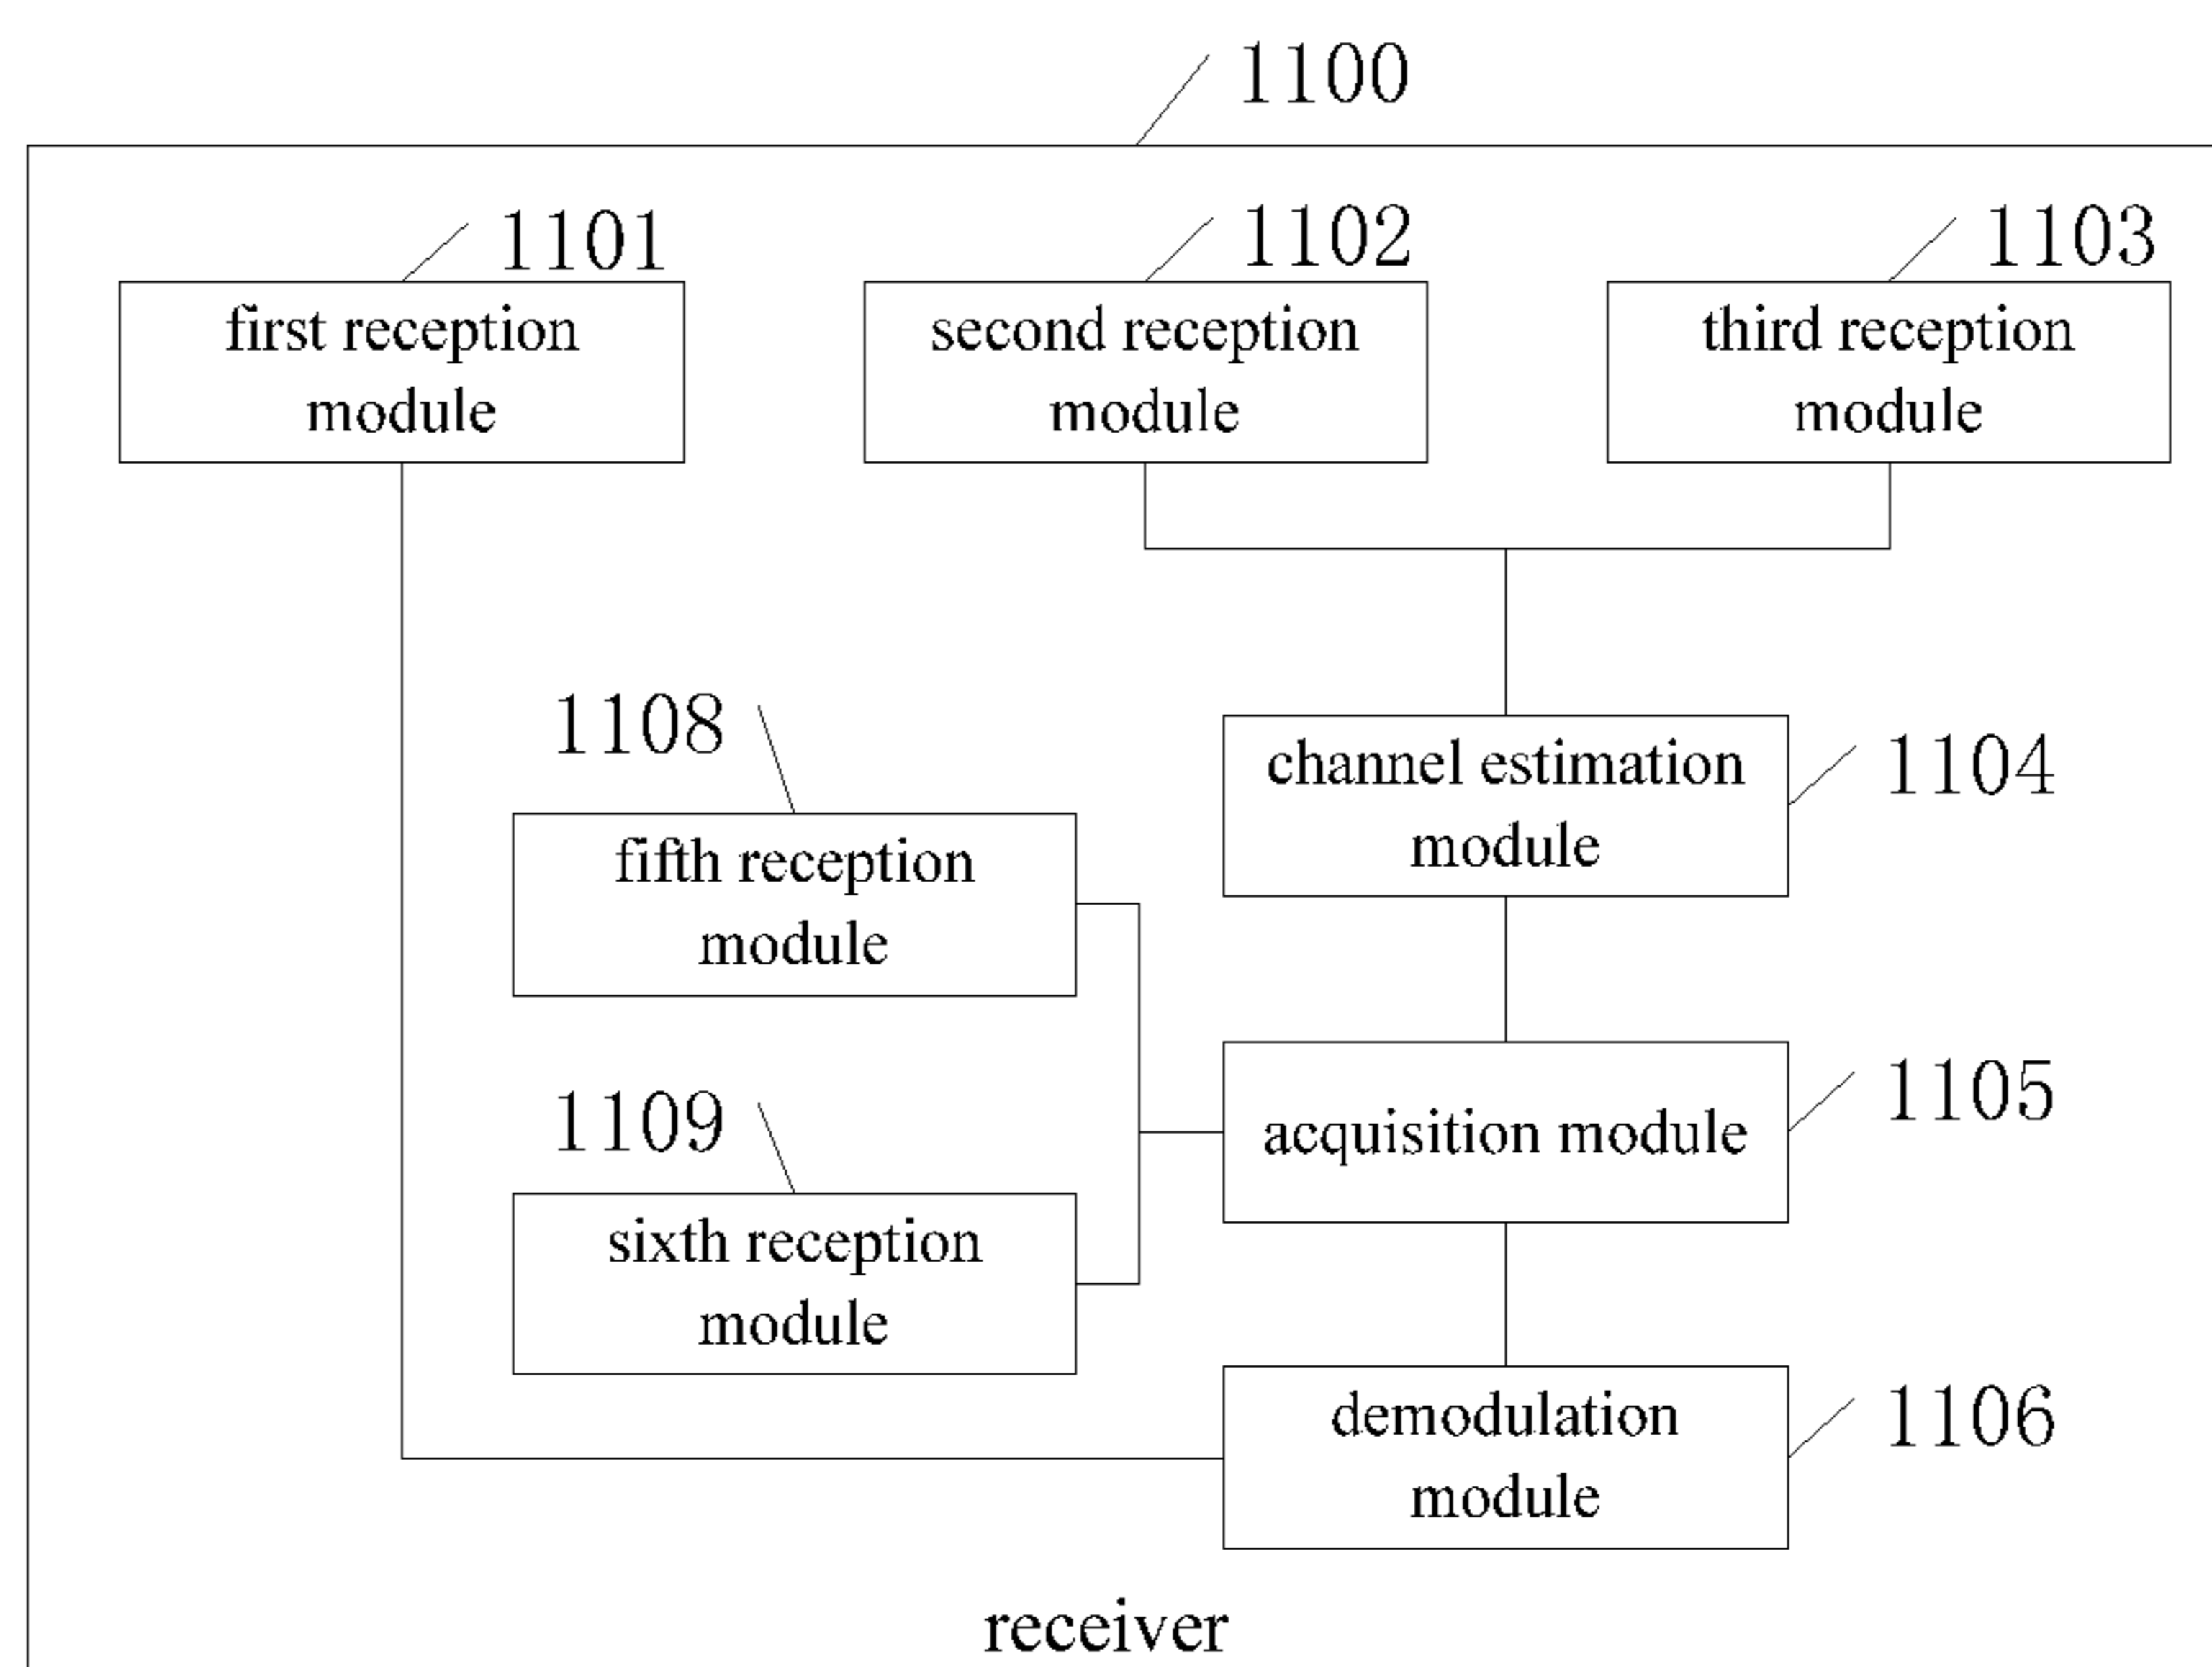 1100
1101
first reception
module
1102
second reception
module
1103
third reception
module
1104
channel estimation
module
1108
fifth reception
module
1105
acquisition module
1109
sixth reception
module
1106
demodulation
module
receiver